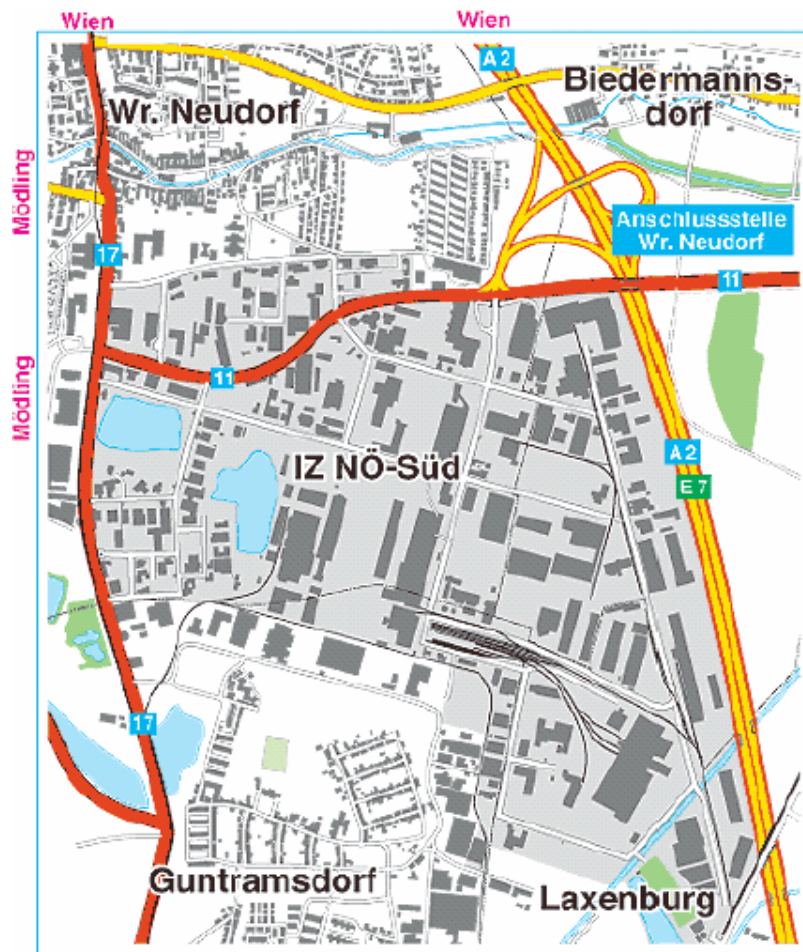 Wien
Wien
A 2
Biedermanns-
dorf
Wr. Neudorf
Mödling
Anschlussstelle
Wr. Neudorf
17
11
Mödling
11
A 2
IZ NÖ-Süd
E 7
17
Guntramsdorf
Laxenburg